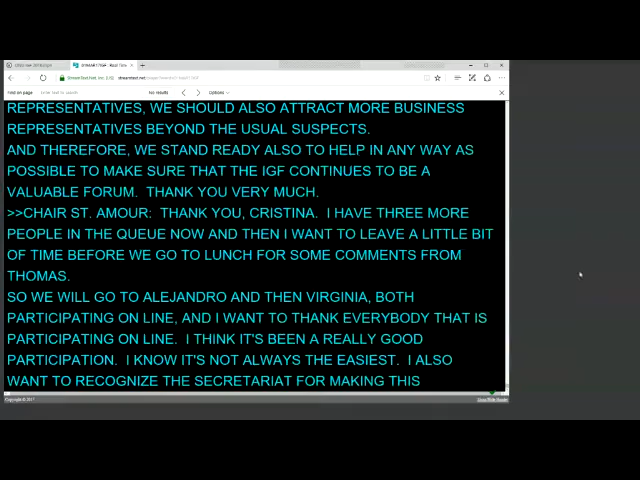 Find on page
Enter text to search
No results
Options
REPRESENTATIVES, WE SHOULD ALSO ATTRACT MORE BUSINESS
REPRESENTATIVES BEYOND THE USUAL SUSPECTS.
AND THEREFORE, WE STAND READY ALSO TO HELP IN ANY WAY AS
POSSIBLE TO MAKE SURE THAT THE IGF CONTINUES TO BE A
VALUABLE FORUM. THANK YOU VERY MUCH.
>>CHAIR ST. AMOUR: THANK YOU, CRISTINA. I HAVE THREE MORE
PEOPLE IN THE QUEUE NOW AND THEN I WANT TO LEAVE A LITTLE BIT
OF TIME BEFORE WE GO TO LUNCH FOR SOME COMMENTS FROM
THOMAS.
SO WE WILL GO TO ALEJANDRO AND THEN VIRGINIA, BOTH
PARTICIPATING ON LINE, AND I WANT TO THANK EVERYBODY THAT IS
PARTICIPATING ON LINE. I THINK IT'S BEEN A REALLY GOOD
PARTICIPATION. I KNOW IT'S NOT ALWAYS THE EASIEST. I ALSO
WANT TO RECOGNIZE THE SECRETARIAT FOR MAKING THIS
Copyright © 2017